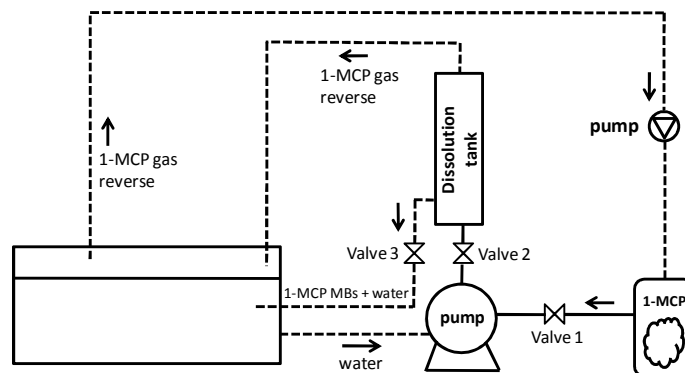 1-MCP gas
reverse
Dissolution
tank
pump
1-MCP gas
reverse
Valve 3
Valve 2
1-MCP MBs + water
pump
1-MCP
Valve 1
water